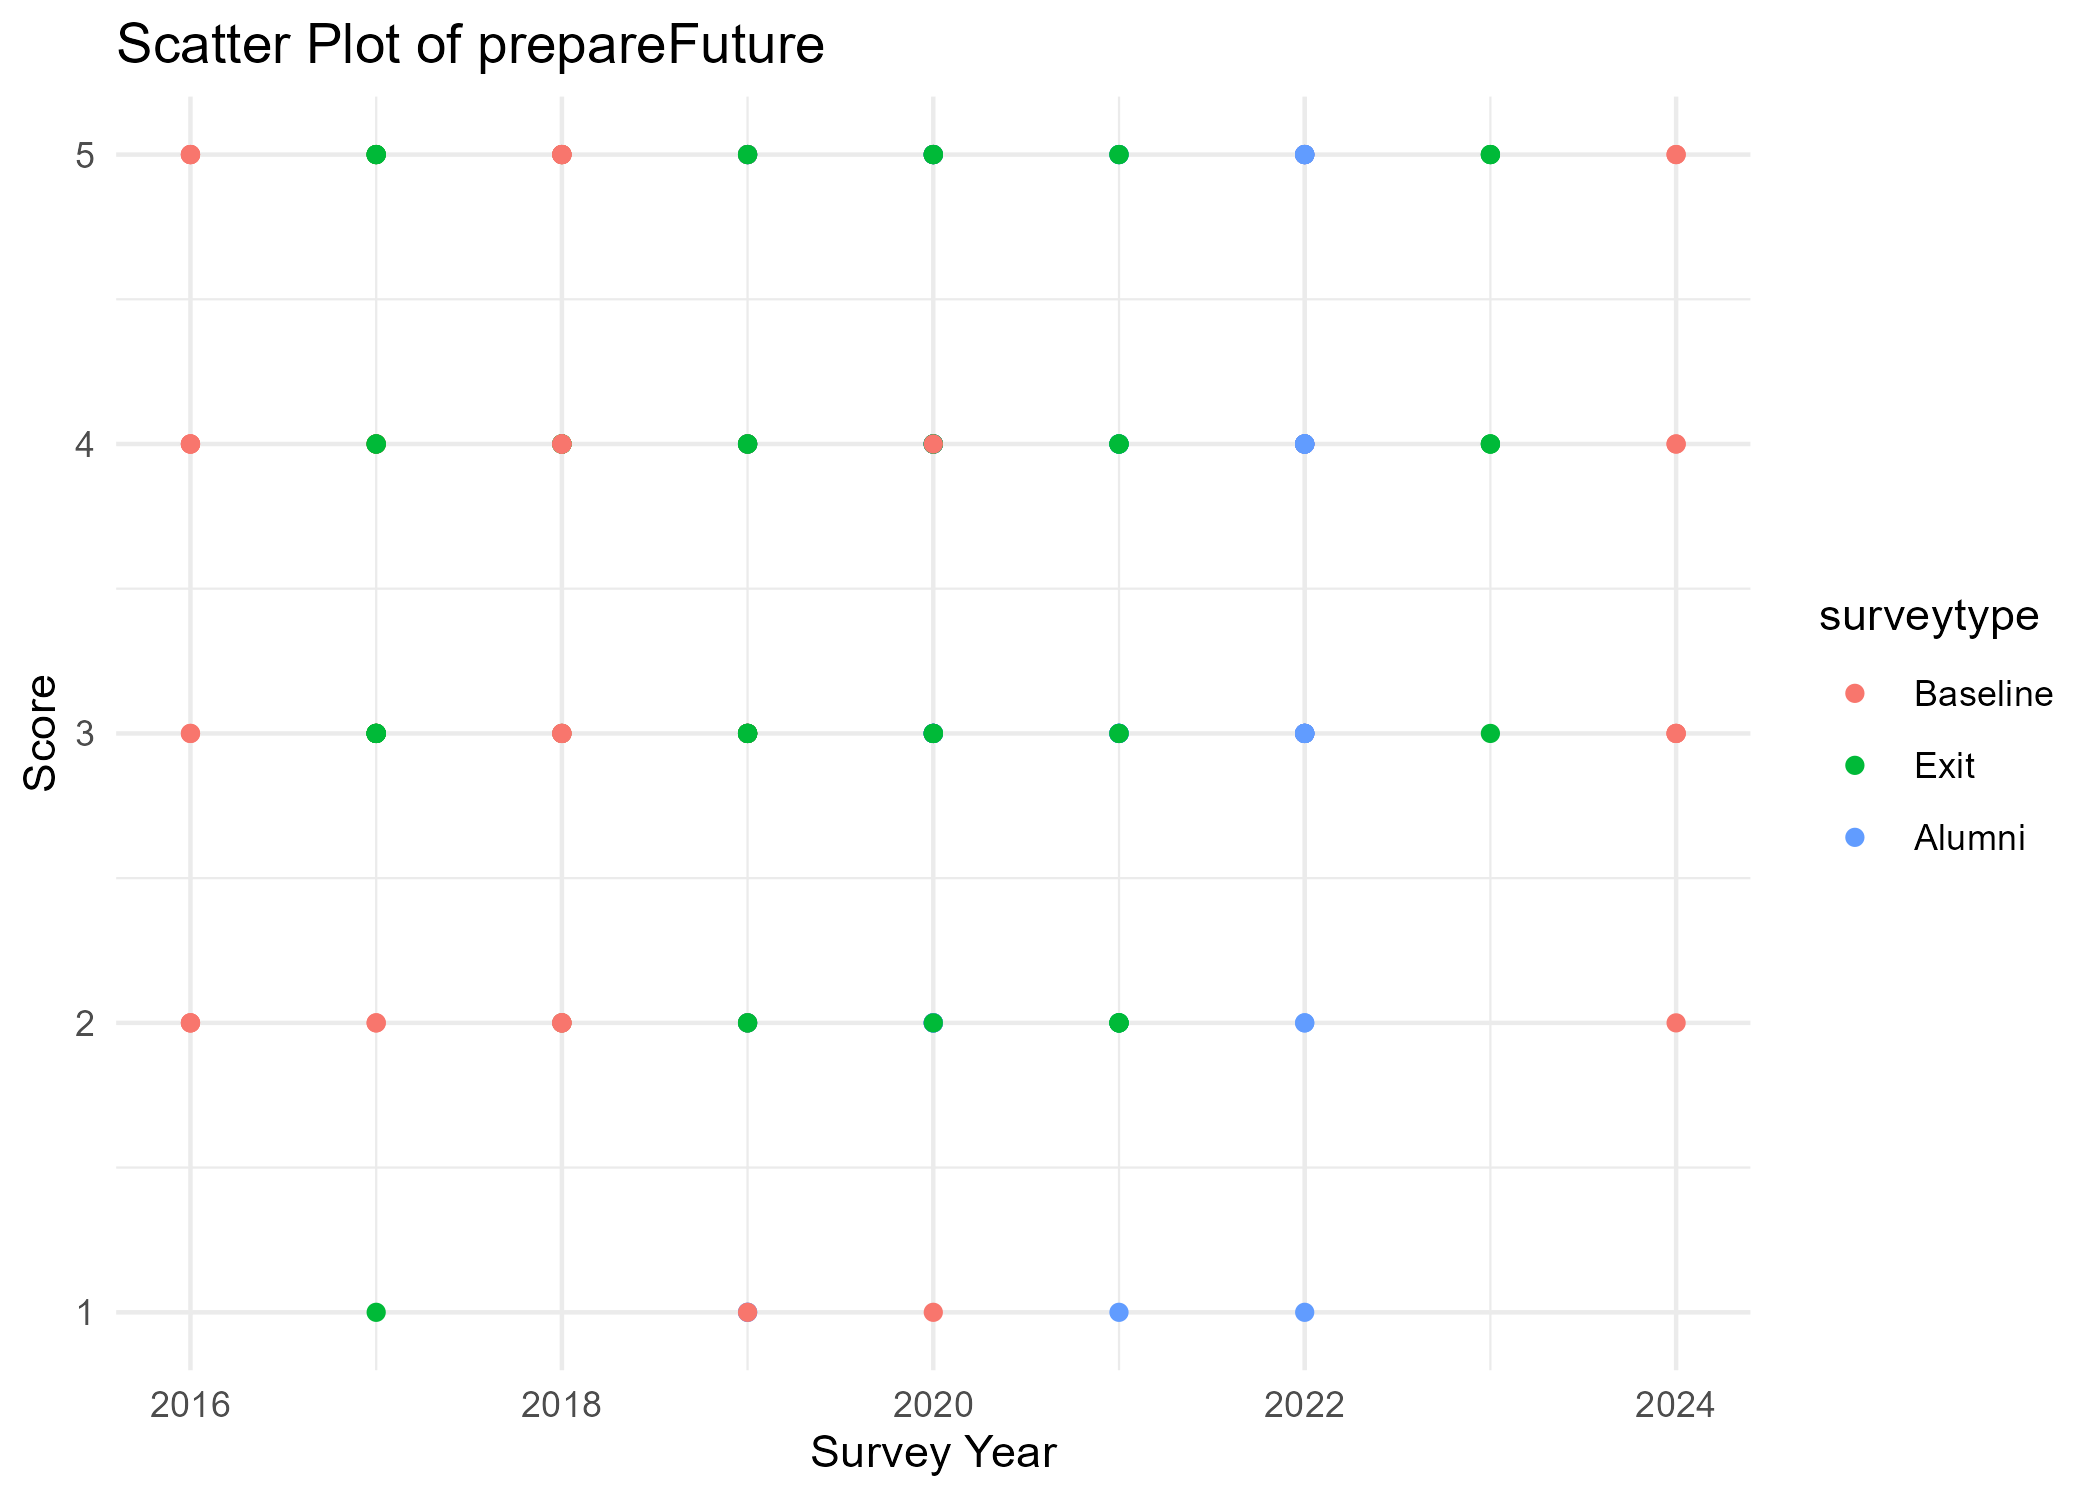 Scatter Plot of prepareFuture
5
4
3
2
1
Score
2016 2018 2020 2022 2024
Survey Year
surveytype
Baseline
Exit
Alumni